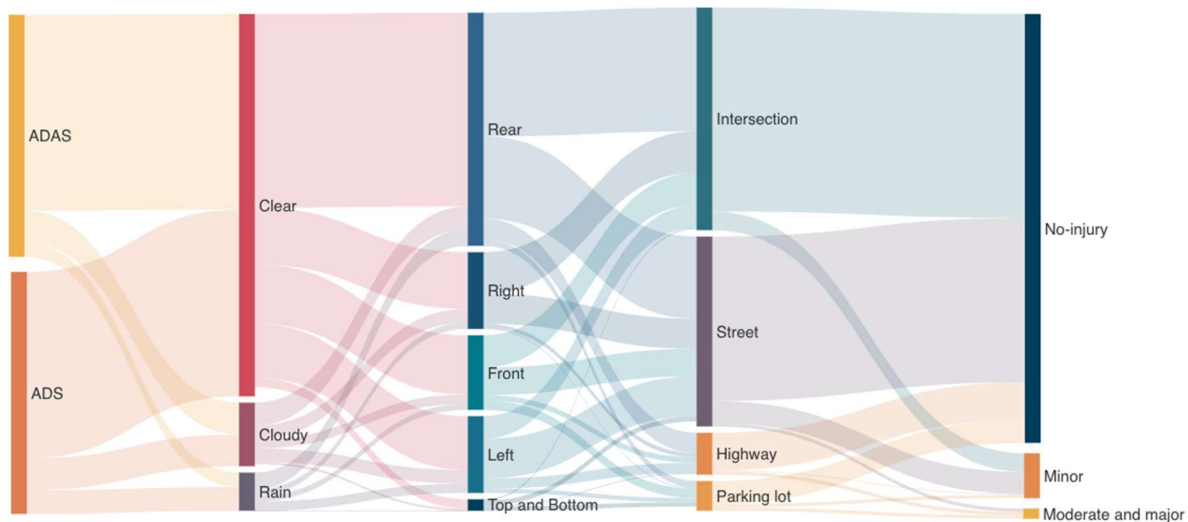 ADAS
ADS
Clear
Cloudy
Rain
Rear
Right
Front
Left
Top and Bottom
Intersection
Street
Highway
Parking lot
No-injury
Minor
Moderate and major